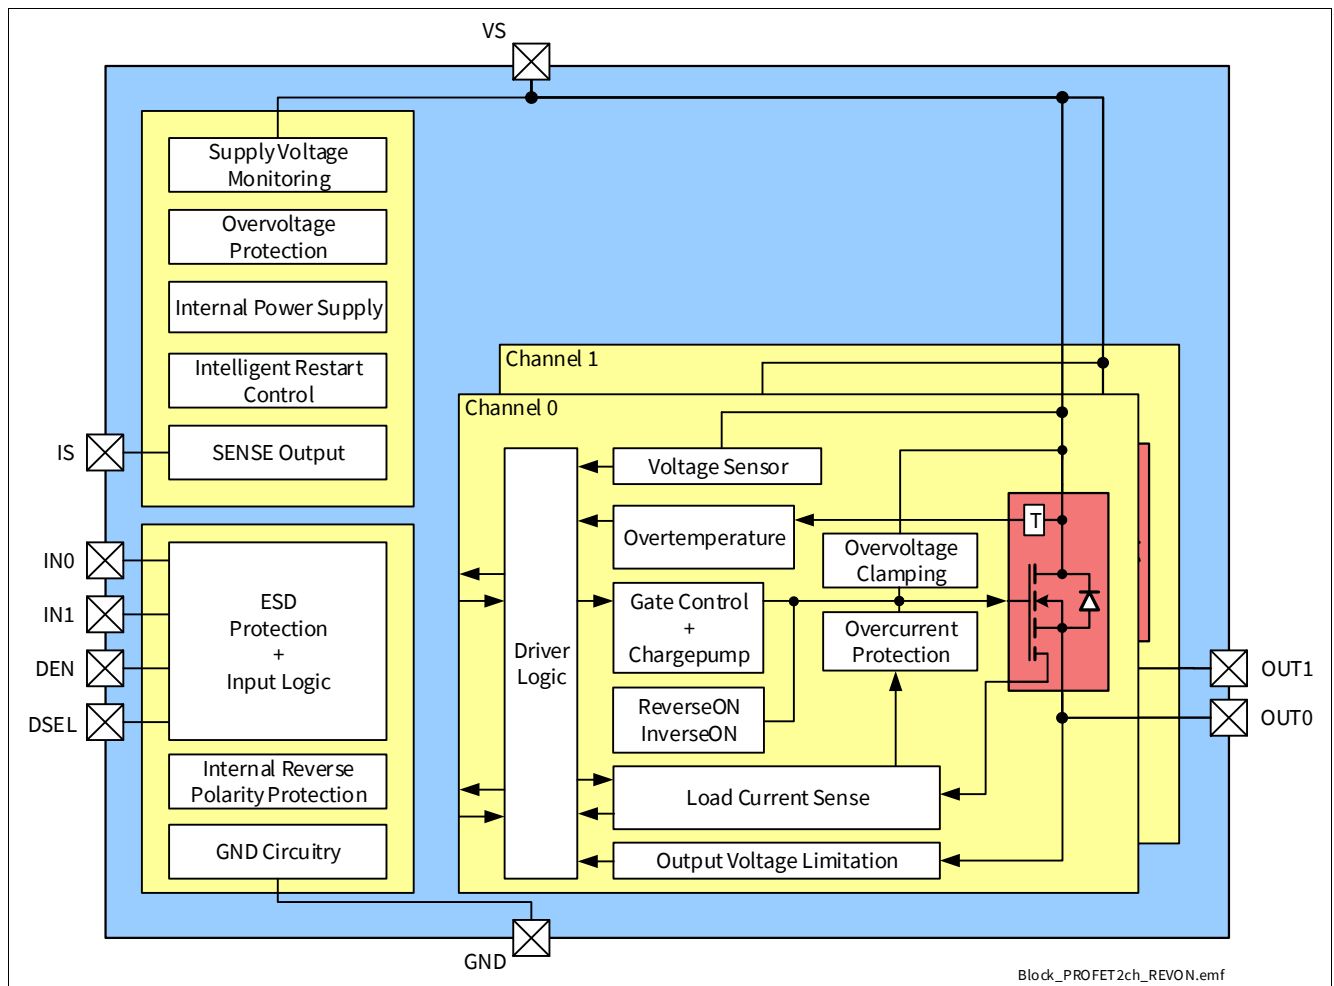 VS
Supply Voltage
Monitoring
Overvoltage
Protection
Internal Power Supply
Intelligent Restart
Control
SENSE Output
IS
IN0
IN1
DEN
DSEL
ESD
Protection
+
Input Logic
Internal Reverse
Polarity Protection
GND Circuitry
GND
Channel 1
Channel 0
Driver
Logic
Voltage Sensor
Overtemperature
Overvoltage
Clamping
T
Gate Control
+
Chargepump
Overcurrent
Protection
ReverseON
InverseON
Load Current Sense
Output Voltage Limitation
OUT1
OUT0
Block_PROFET2ch_REVON.emf